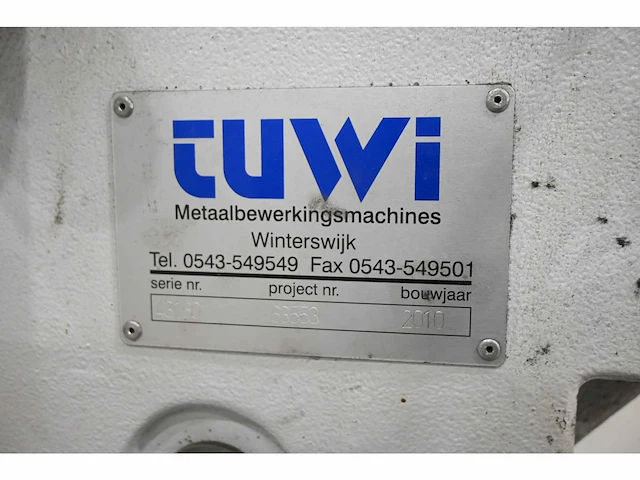 tuwi
Metaalbewerkingsmachines
Winterswijk
Tel. 0543-549549 Fax 0543-549501
serie nr. project nr. bouwjaar
2010